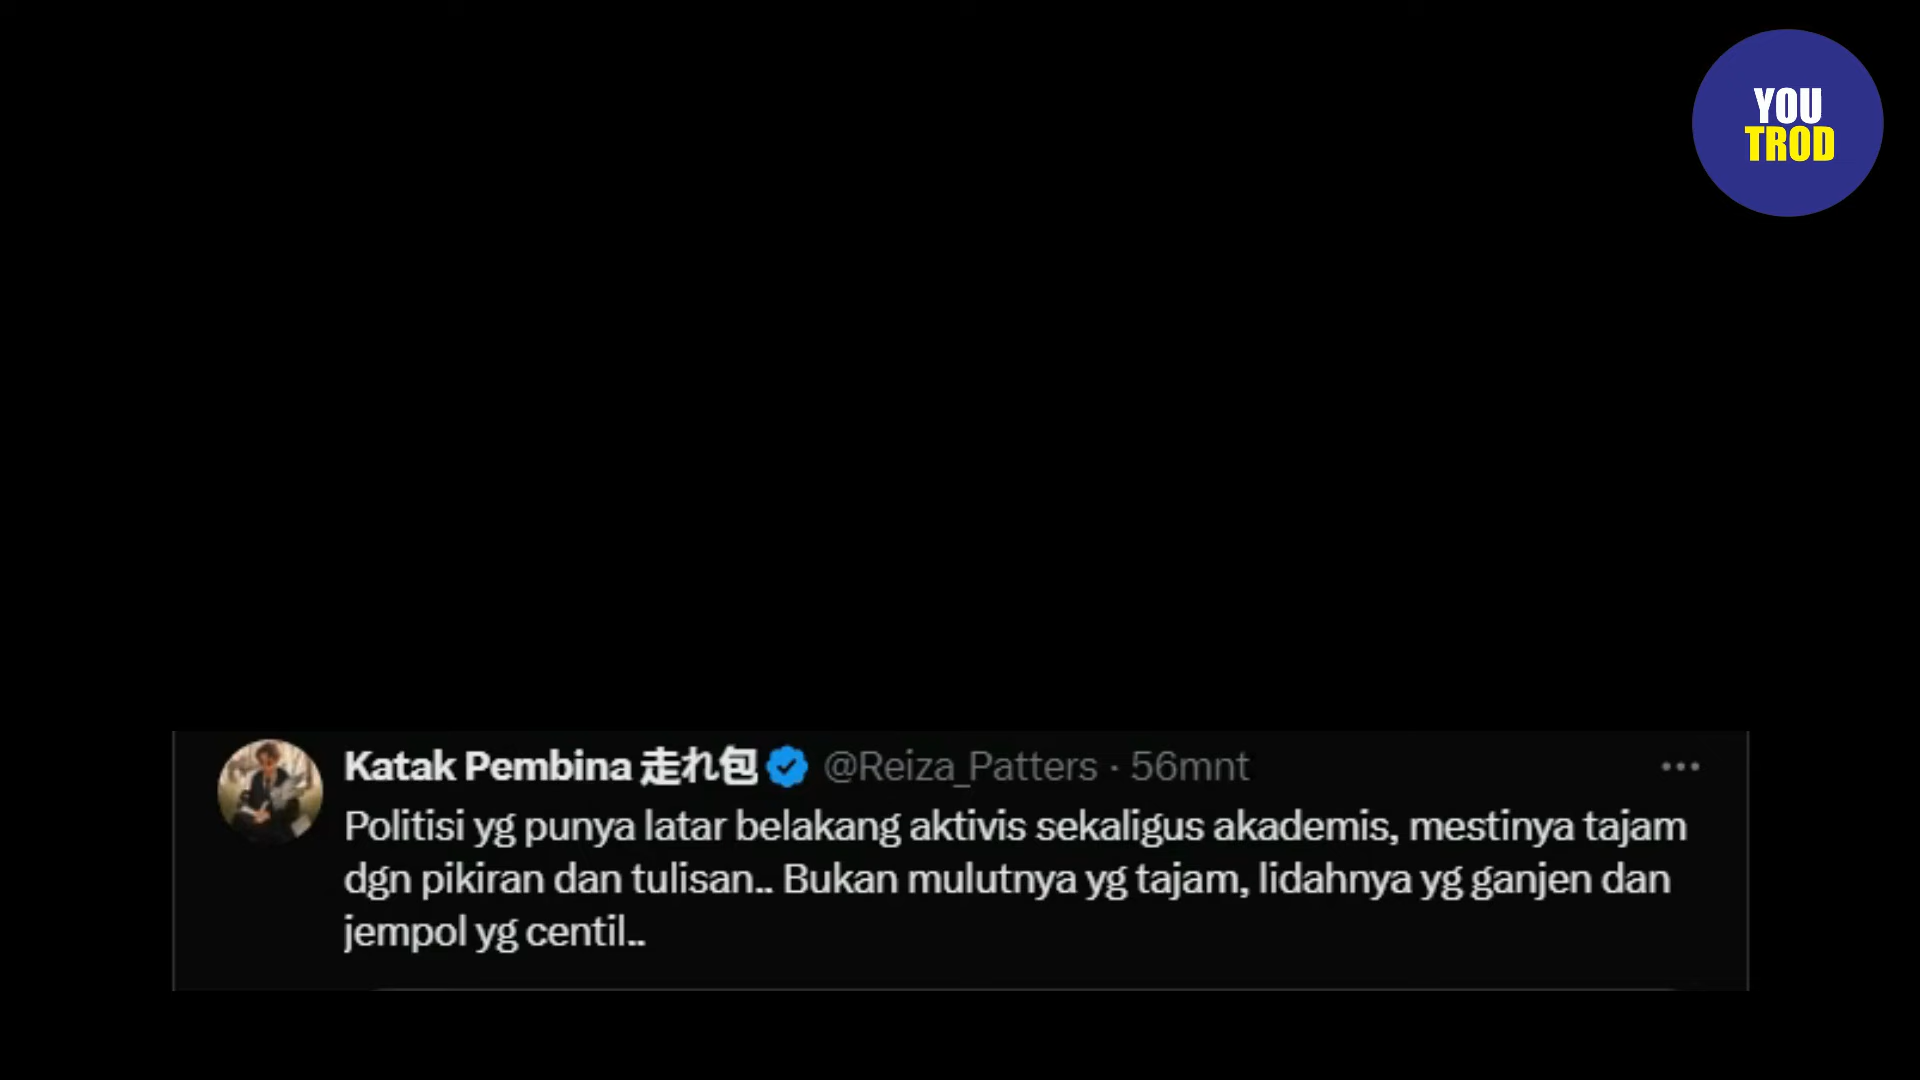 YOU
TROD
Katak Pembina 走れ包 @Reiza_Patters · 56mnt
Politisi yg punya latar belakang aktivis sekaligus akademis, mestinya tajam
dgn pikiran dan tulisan.. Bukan mulutnya yg tajam, lidahnya yg ganjen dan
jempol yg centil..